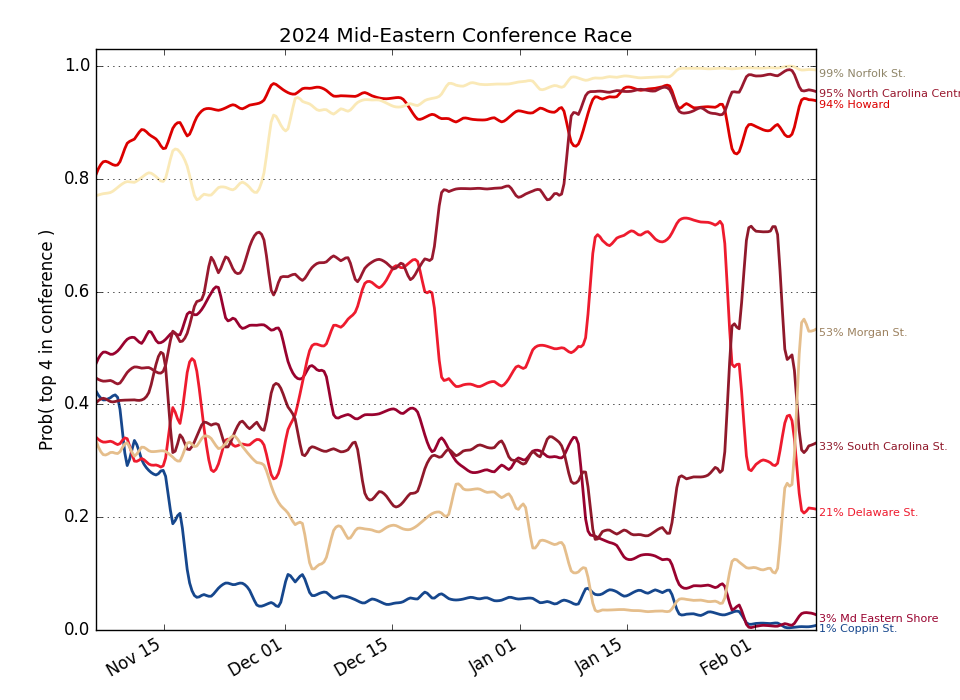 2024 Mid-Eastern Conference Race
Prob( top 4 in conference )
1.0
0.8
0.6
0.4
0.2
0.0
Nov 15
Dec 01
Dec 15
Jan 01
Jan 15
Feb 01
99% Norfolk St.
95% North Carolina Centr
94% Howard
53% Morgan St.
33% South Carolina St.
21% Delaware St.
3% Md Eastern Shore
1% Coppin St.